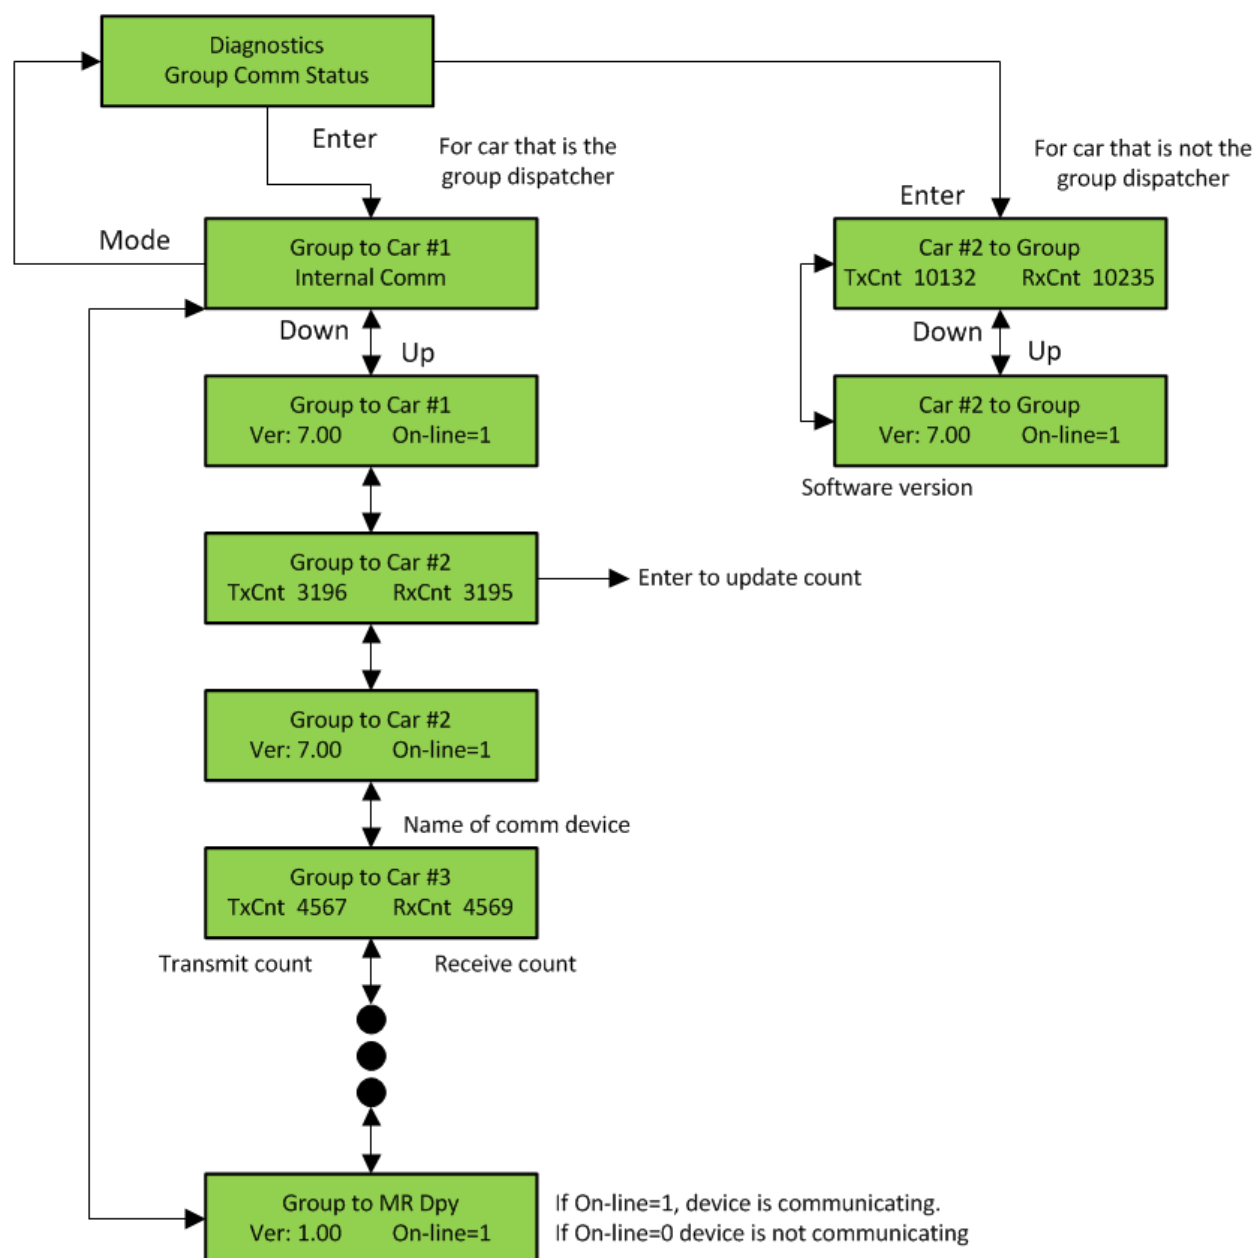 Diagnostics
Group Comm Status
Enter
For car that is the
group dispatcher
For car that is not the
group dispatcher
Enter
Mode
Group to Car #1
Internal Comm
Car #2 to Group
TxCnt 10132 RxCnt 10235
Down
Up
Down
Up
Group to Car #1
Ver: 7.00 On-line=1
Car #2 to Group
Ver: 7.00 On-line=1
Software version
Group to Car #2
TxCnt 3196 RxCnt 3195
Enter to update count
Group to Car #2
Ver: 7.00 On-line=1
Name of comm device
Group to Car #3
TxCnt 4567 RxCnt 4569
Transmit count
Receive count
Group to MR Dpy
Ver: 1.00 On-line=1
If On-line=1, device is communicating.
If On-line=0 device is not communicating